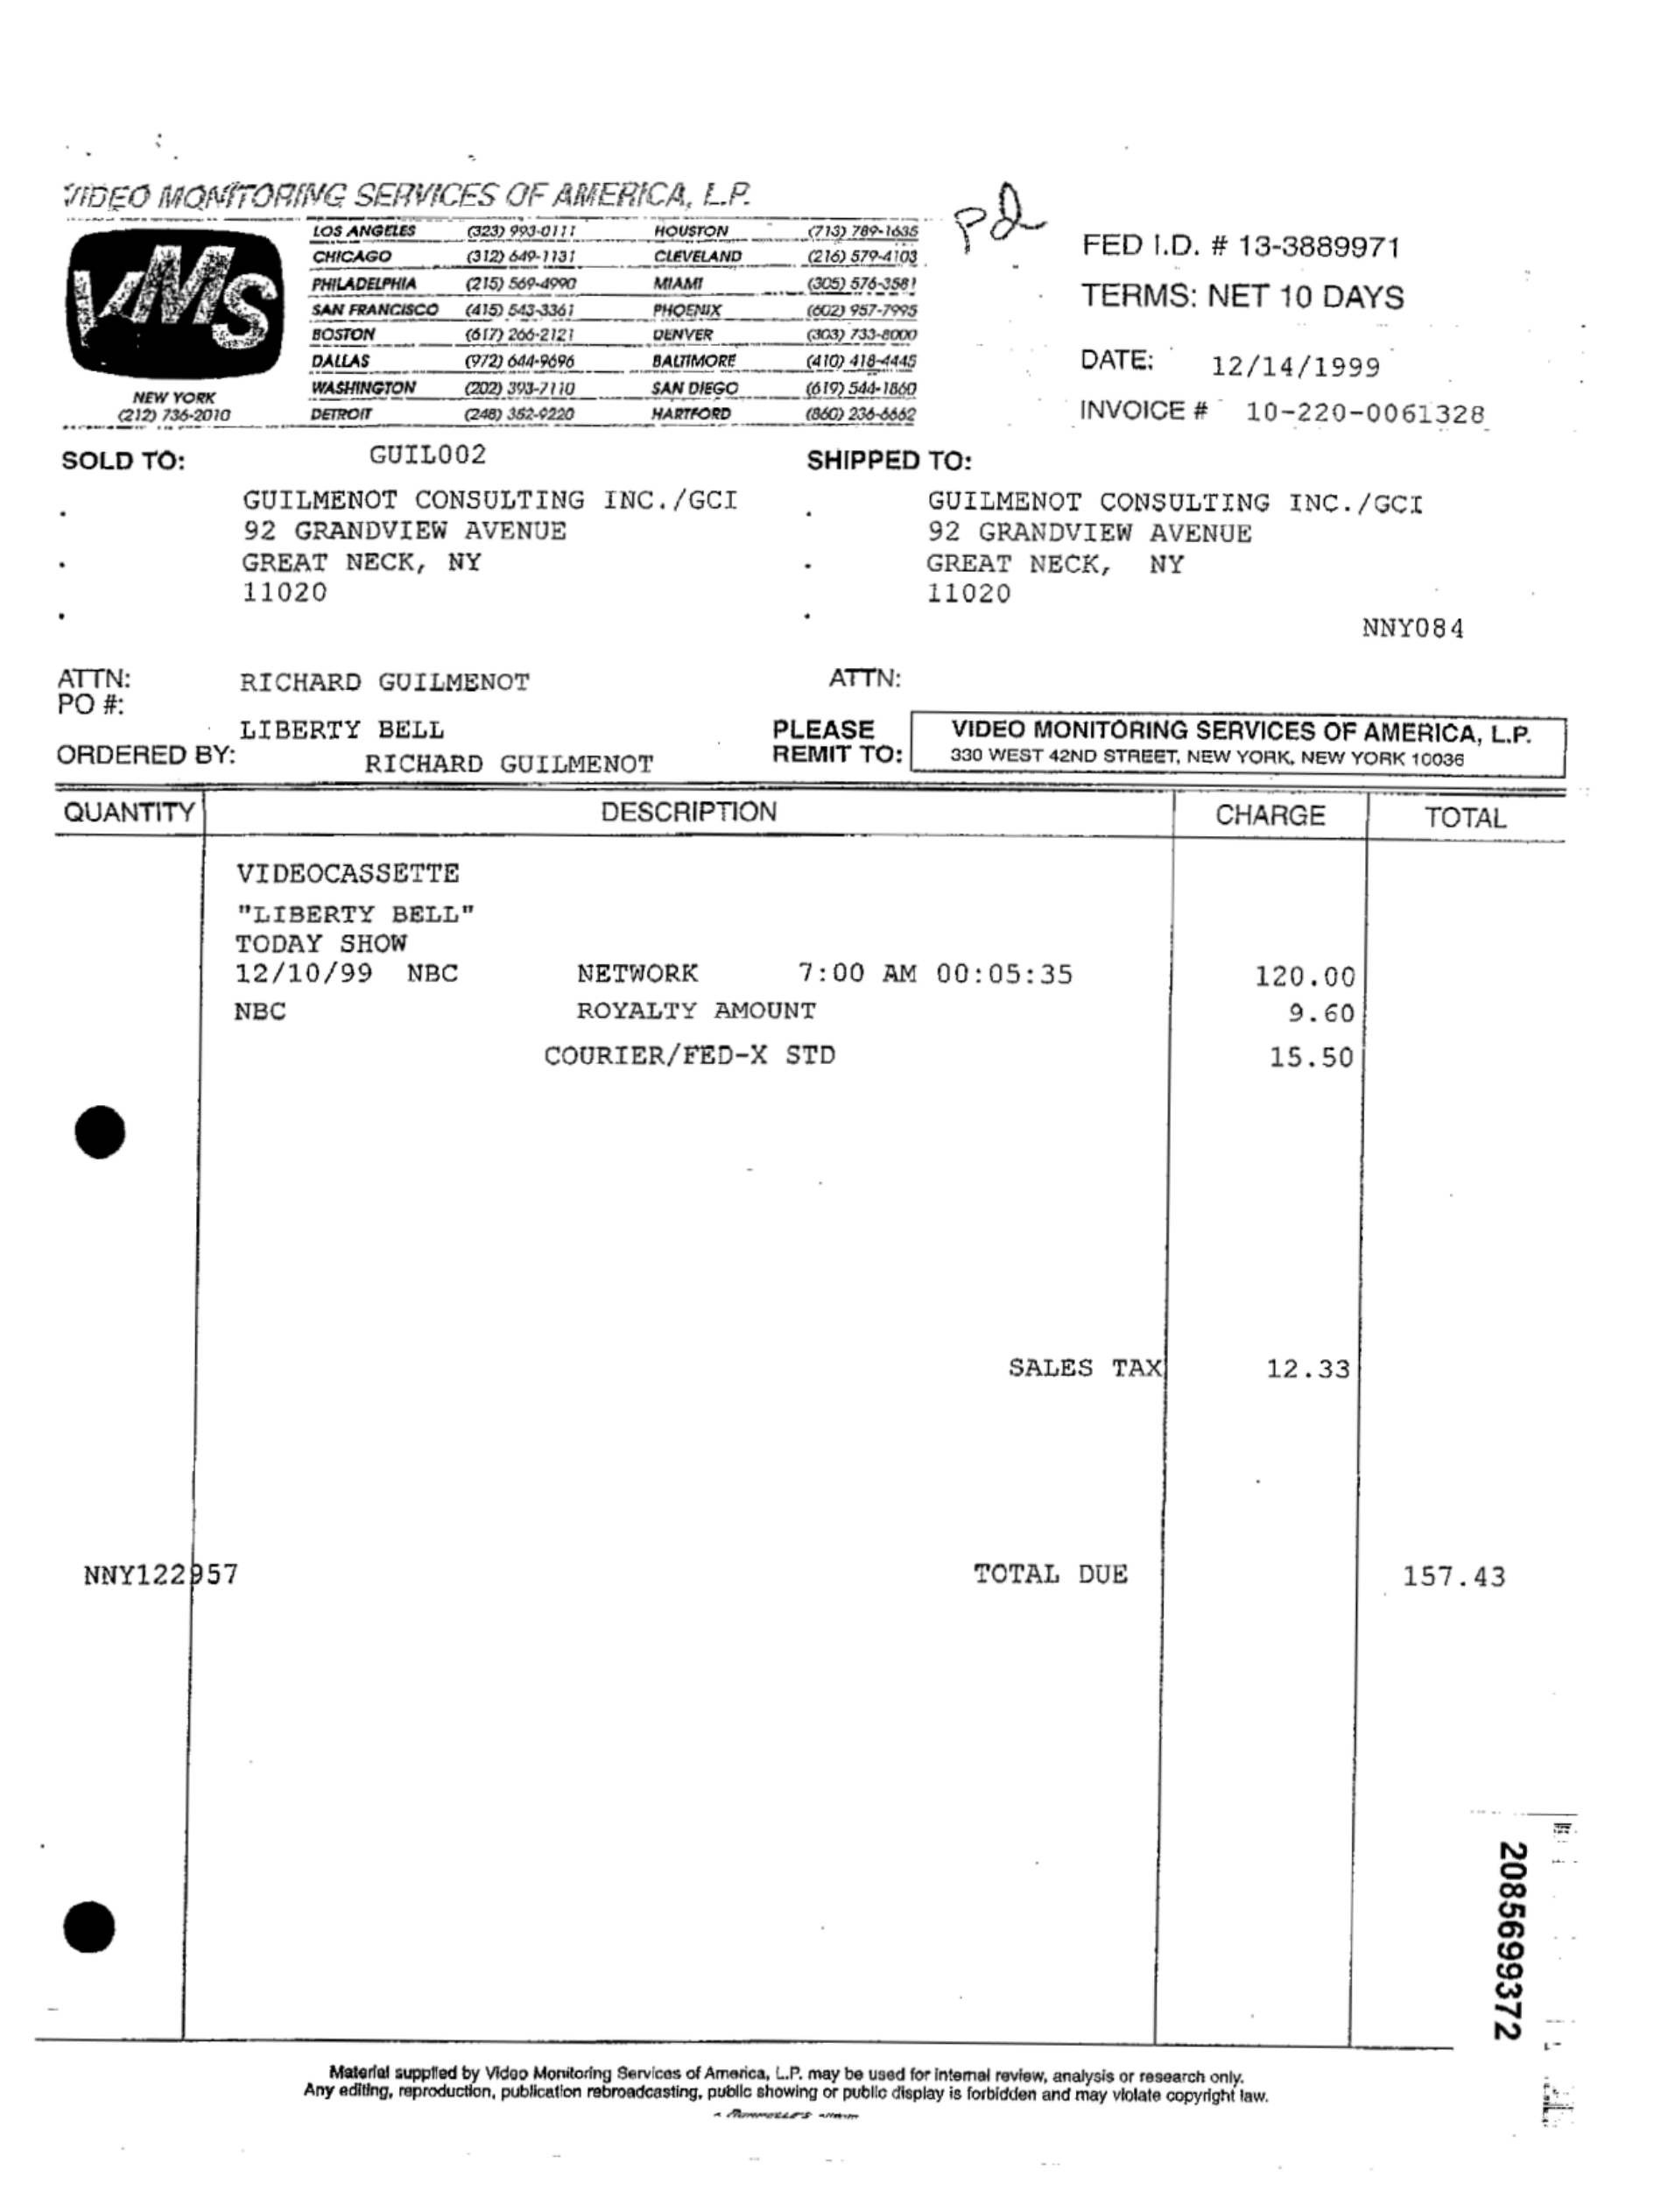 VIDEO MONITORING SERVICES OF AMERICA, L.P.
pd
VMS
NEW YORK
(212) 736-2010
LOS ANGELES (323) 993-0111 HOUSTON (713) 789-1635
CHICAGO (312) 649-1131 CLEVELAND (216) 579-4103
PHILADELPHIA (215) 569-4990 MIAMI (305) 576-3581
SAN FRANCISCO (415) 543-3361 PHOENIX (602) 957-7995
BOSTON (617) 266-2121 DENVER (303) 733-8000
DALLAS (972) 644-9696 BALTIMORE (410) 418-4445
WASHINGTON (202) 393-7110 SAN DIEGO (619) 544-1860
DETROIT (248) 352-9220 HARTFORD (860) 236-6662
FED I.D. # 13-3889971
TERMS: NET 10 DAYS
DATE: 12/14/1999
INVOICE # 10-220-0061328
SOLD TO: GUIL002
GUILMENOT CONSULTING INC./GCI
92 GRANDVIEW AVENUE
GREAT NECK, NY
11020
SHIPPED TO:
GUILMENOT CONSULTING INC./GCI
92 GRANDVIEW AVENUE
GREAT NECK, NY
11020
NNY084
ATTN: RICHARD GUILMENOT
PO #:
LIBERTY BELL
ORDERED BY: RICHARD GUILMENOT
ATTN:
PLEASE
REMIT TO:
VIDEO MONITORING SERVICES OF AMERICA, L.P.
330 WEST 42ND STREET, NEW YORK, NEW YORK 10036
QUANTITY DESCRIPTION CHARGE TOTAL
VIDEOCASSETTE
"LIBERTY BELL"
TODAY SHOW
12/10/99 NBC NETWORK 7:00 AM 00:05:35 120.00
NBC ROYALTY AMOUNT 9.60
COURIER/FED-X STD 15.50
SALES TAX 12.33
NNY122957 TOTAL DUE 157.43
2085699372
Material supplied by Video Monitoring Services of America, L.P. may be used for internal review, analysis or research only.
Any editing, reproduction, publication rebroadcasting, public showing or public display is forbidden and may violate copyright law.